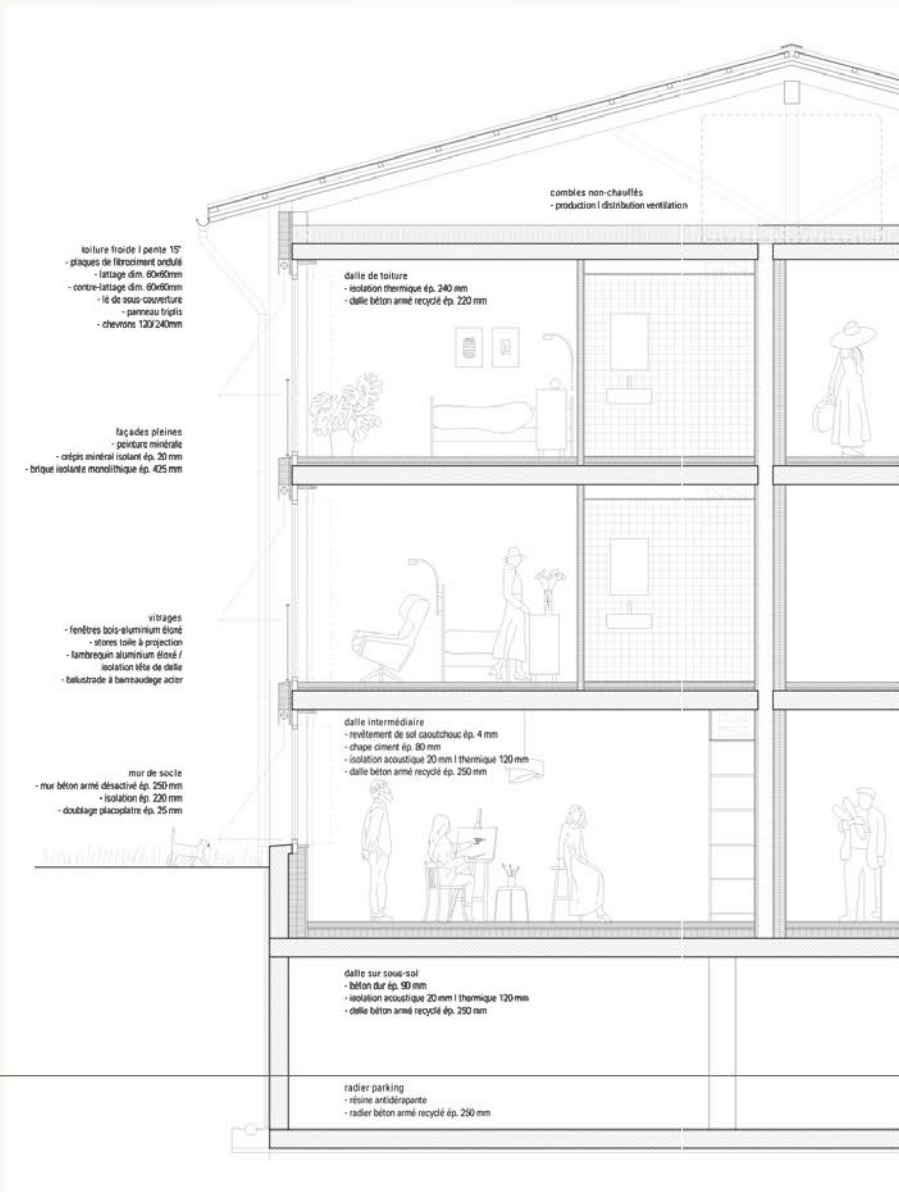 combles non-chauffés
- production | distribution ventilation
toiture froide | pente 15°
- plaques de fibrociment ondulé
- lattage dim. 60x60mm
- contre-lattage dim. 60x60mm
- lé de sous-couverture
- panneau triplis
- chevrons 120/240mm
dalle de toiture
- isolation thermique ép. 240 mm
- dalle béton armé recyclé ép. 220 mm
façades pleines
- peinture minérale
- crépis minéral isolant ép. 20 mm
- brique isolante monolithique ép. 425 mm
vitrages
- fenêtres bois-aluminium éloxé
- stores toile à projection
- lambrequin aluminium éloxé /
isolation tête de dalle
- balustrade à barreaudage acier
dalle intermédiaire
- revêtement de sol caoutchouc ép. 4 mm
- chape ciment ép. 80 mm
- isolation acoustique 20 mm | thermique 120 mm
- dalle béton armé recyclé ép. 250 mm
mur de socle
- mur béton armé désactivé ép. 250 mm
- isolation ép. 220 mm
- doublage placoplatre ép. 25 mm
dalle sur sous-sol
- béton dur ép. 90 mm
- isolation acoustique 20 mm | thermique 120 mm
- dalle béton armé recyclé ép. 250 mm
radier parking
- résine antidérapante
- radier béton armé recyclé ép. 250 mm